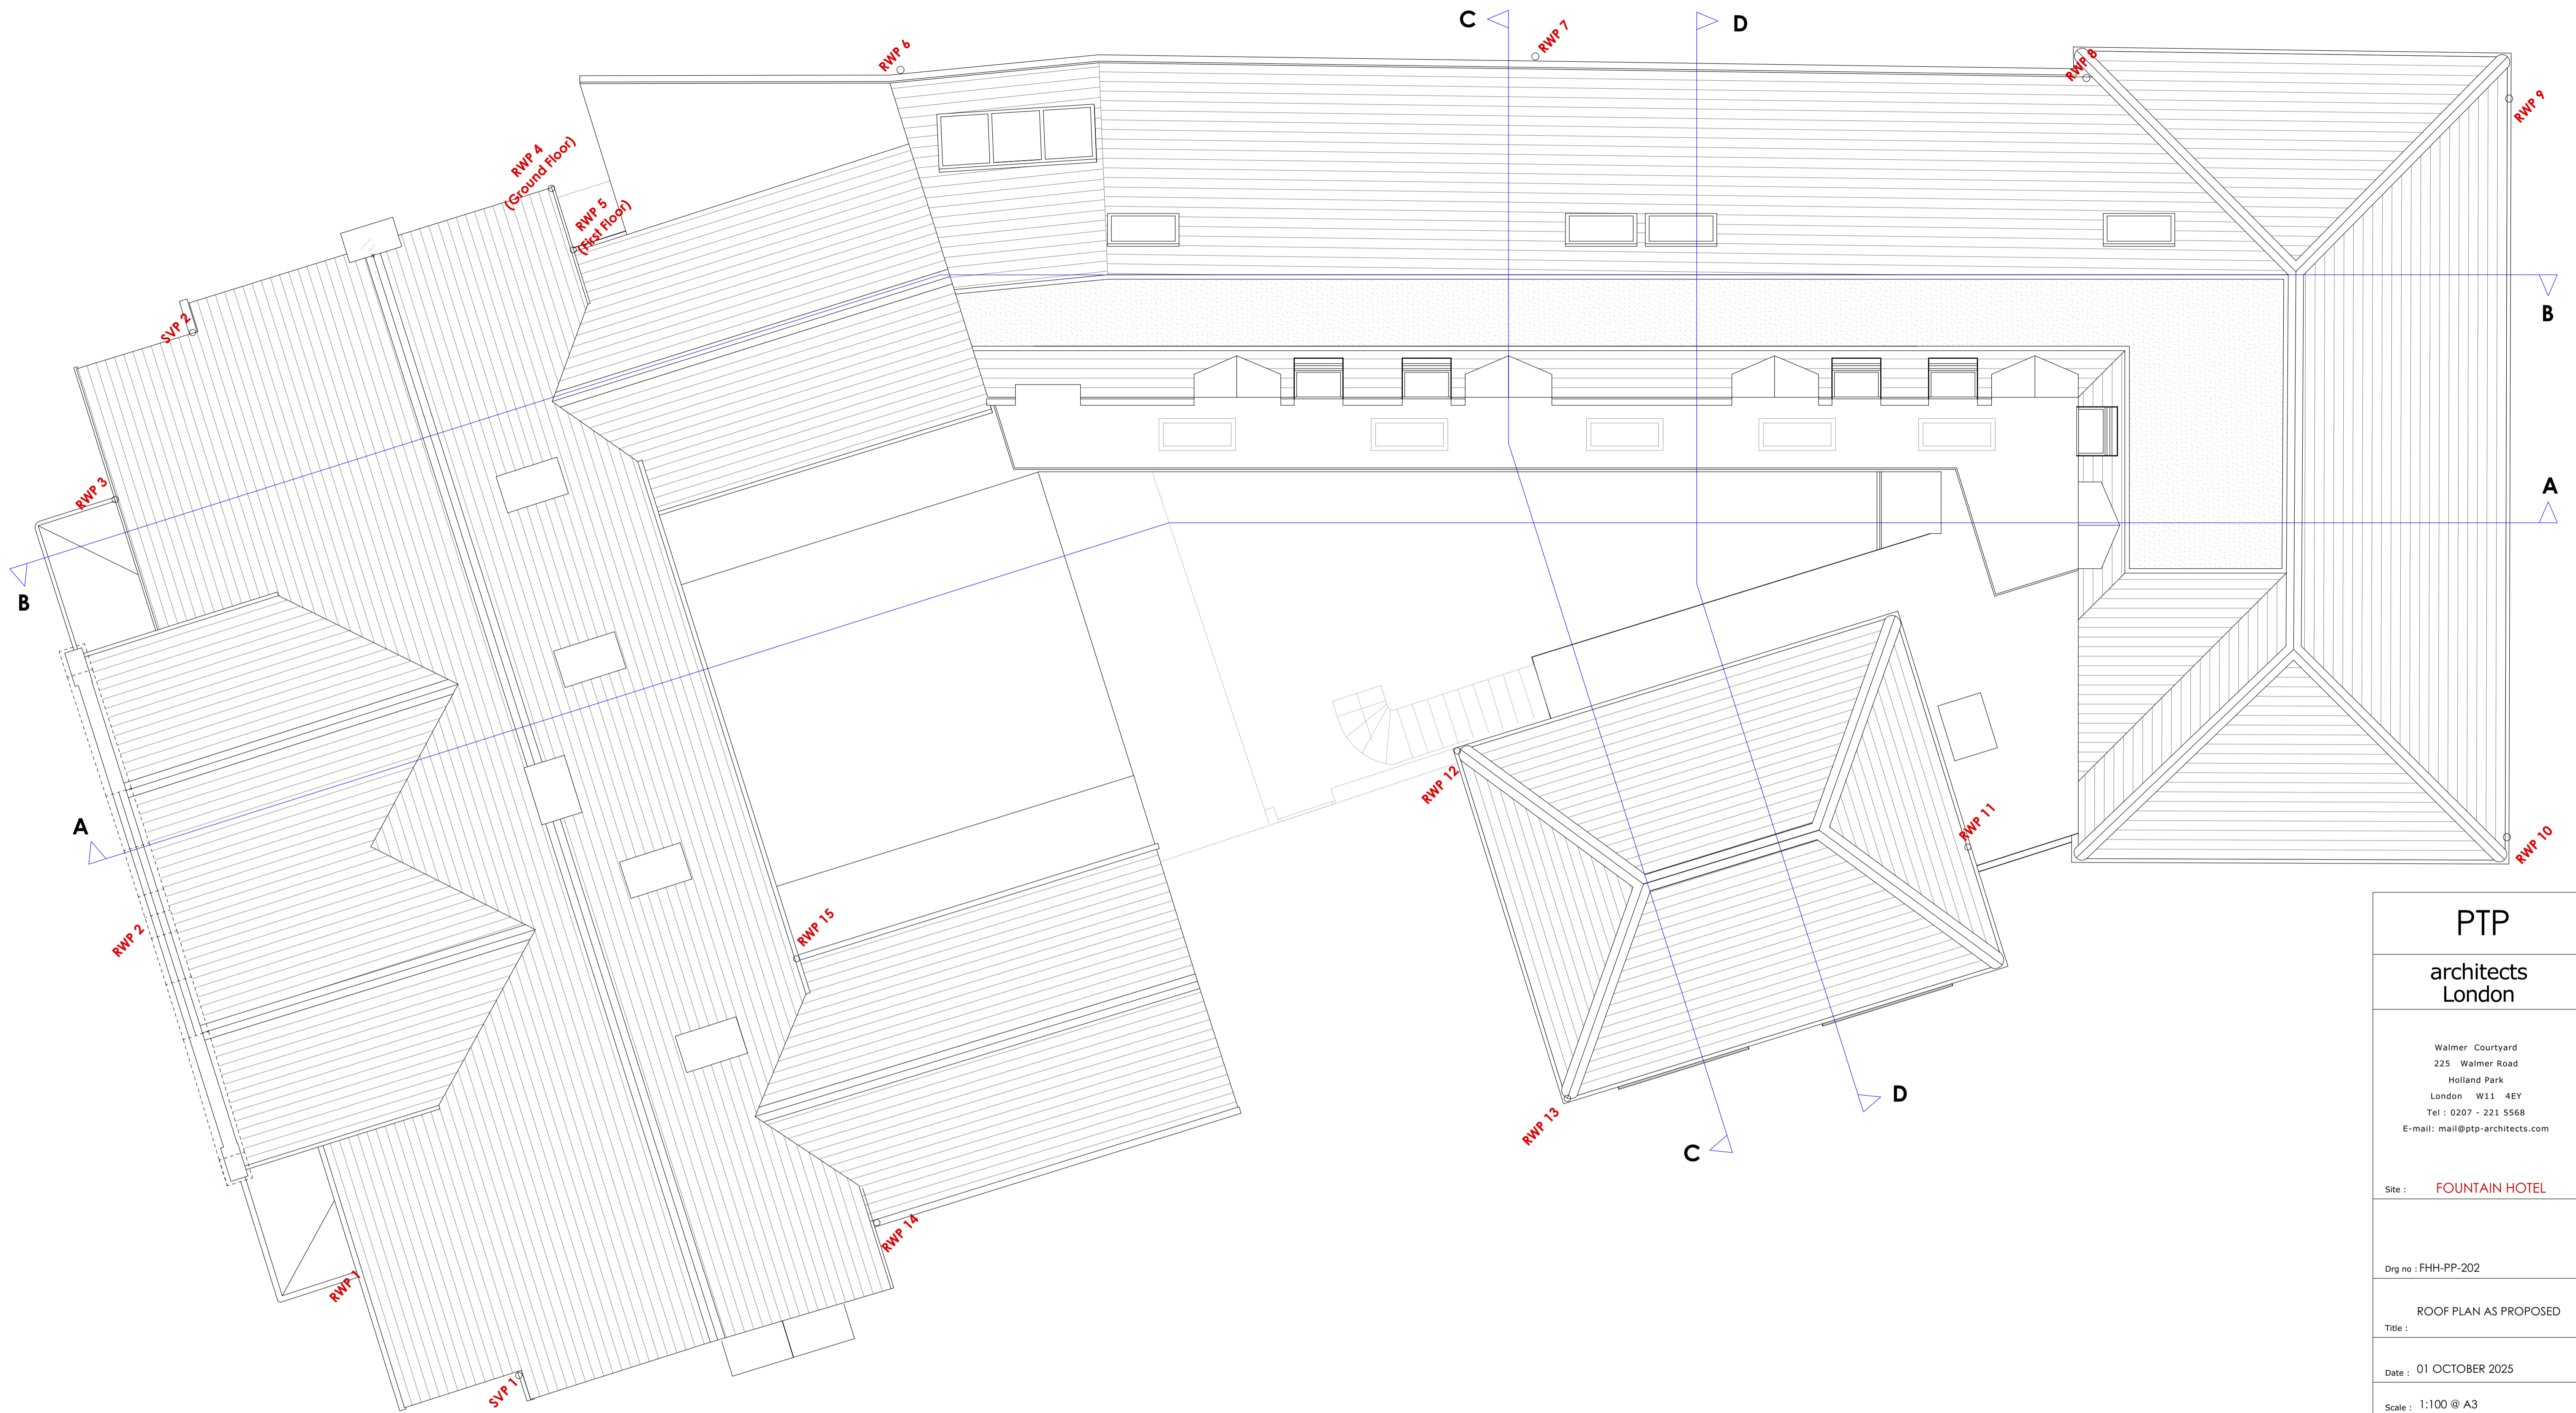 C
D
RWP 6
RWP 7
RWP 8
RWP 9
RWP 4
(Ground Floor)
RWP 5
(First Floor)
SVP 2
B
RWP 3
A
B
RWP 12
RWP 11
RWP 10
A
RWP 2
RWP 15
D
RWP 13
C
RWP 14
RWP 1
SVP 1
PTP
architects
London
Walmer Courtyard
225 Walmer Road
Holland Park
London W11 4EY
Tel : 0207 - 221 5568
E-mail: mail@ptp-architects.com
Site : FOUNTAIN HOTEL
Drg no : FHH-PP-202
ROOF PLAN AS PROPOSED
Title :
Date : 01 OCTOBER 2025
Scale : 1:100 @ A3